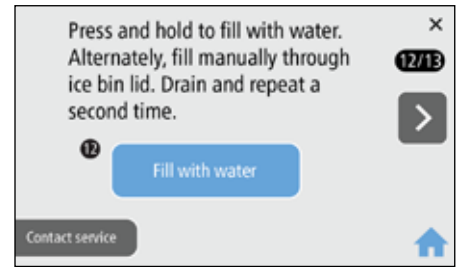 Press and hold to fill with water.
Alternately, fill manually through
ice bin lid. Drain and repeat a
second time.
×
12/13
>
12
Fill with water
Contact service